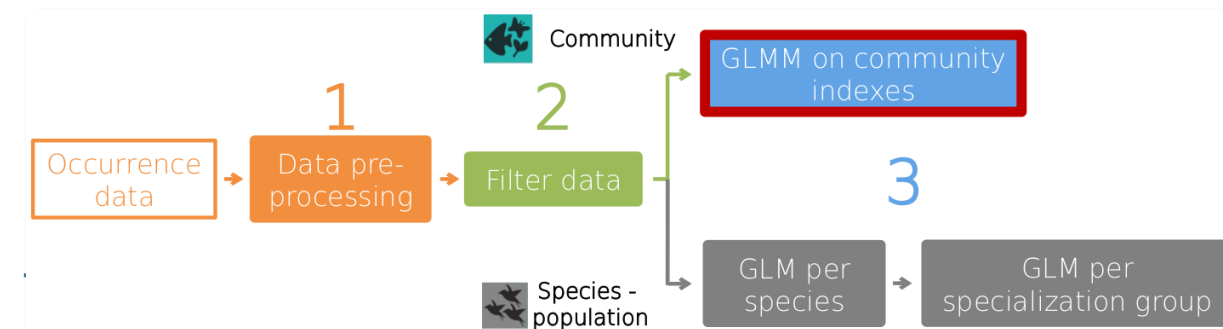 Community
GLMM on community
indexes
1
2
Occurrence
data
Data pre-
processing
Filter data
3
Species -
population
GLM per
species
GLM per
specialization group